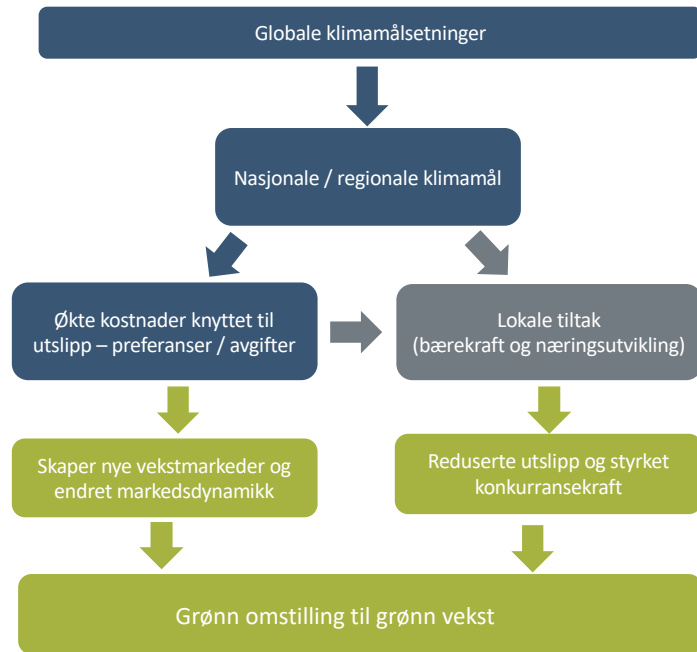 Globale klimamålsetninger
Nasjonale / regionale klimamål
Økte kostnader knyttet til
utslipp – preferanser / avgifter
Lokale tiltak
(bærekraft og næringsutvikling)
Skaper nye vekstmarkeder og
endret markedsdynamikk
Reduserte utslipp og styrket
konkurransekraft
Grønn omstilling til grønn vekst